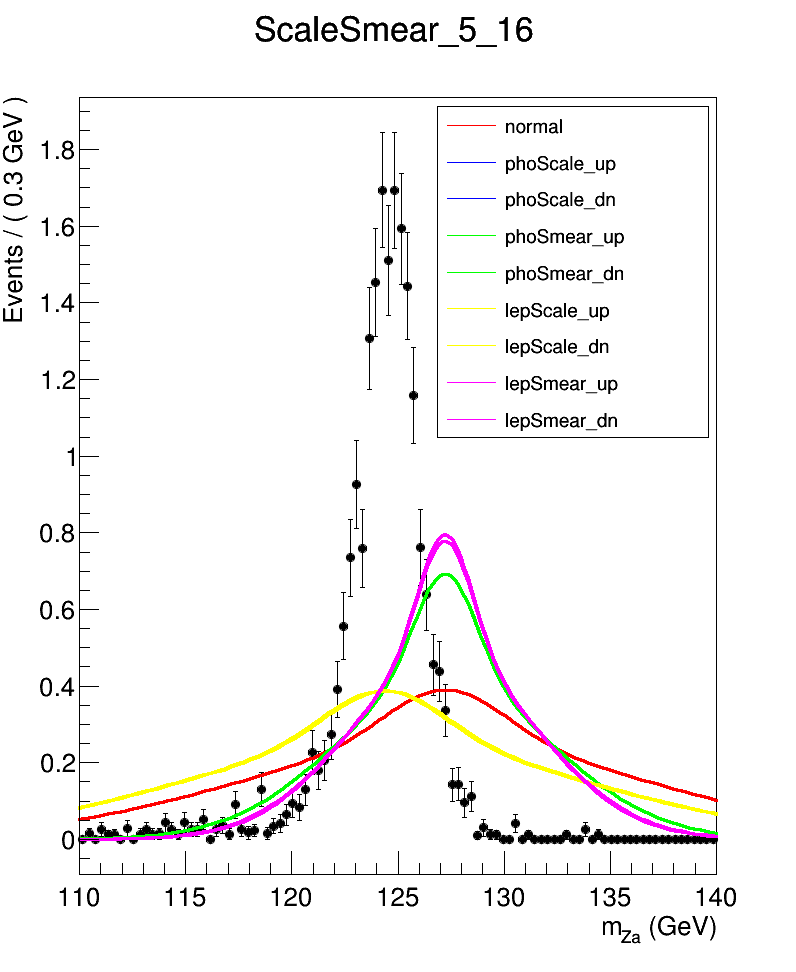 ScaleSmear_5_16
Events / ( 0.3 GeV )
1.8
1.6
1.4
1.2
1
0.8
0.6
0.4
0.2
0
normal
phoScale_up
phoScale_dn
phoSmear_up
phoSmear_dn
lepScale_up
lepScale_dn
lepSmear_up
lepSmear_dn
110 115 120 125 130 135 140
m_Za (GeV)